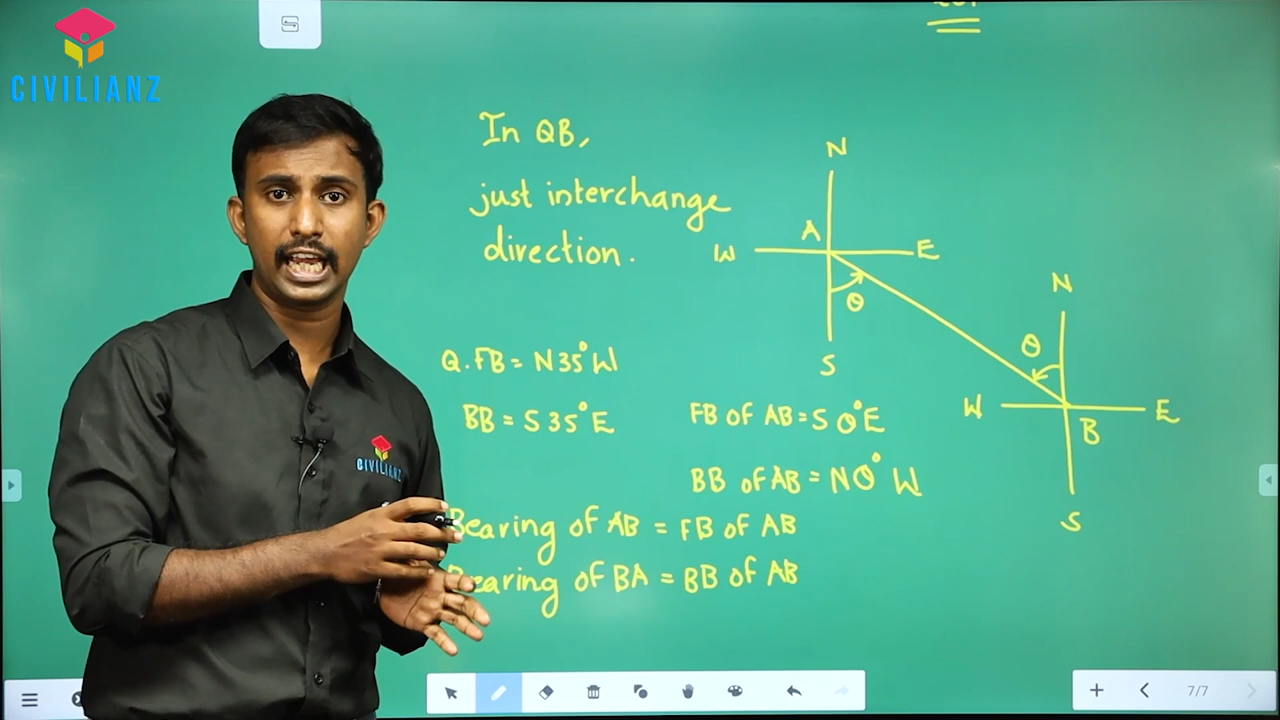 CIVILIANZ
In QB,
just interchange
direction.
N
A
W
E
θ
S
N
θ
W
E
B
S
Q.FB = N35°W
BB = S35°E
FB of AB = S θ° E
BB of AB = Nθ° W
Bearing of AB = FB of AB
Bearing of BA = BB of AB
CIVILIANZ
7/7